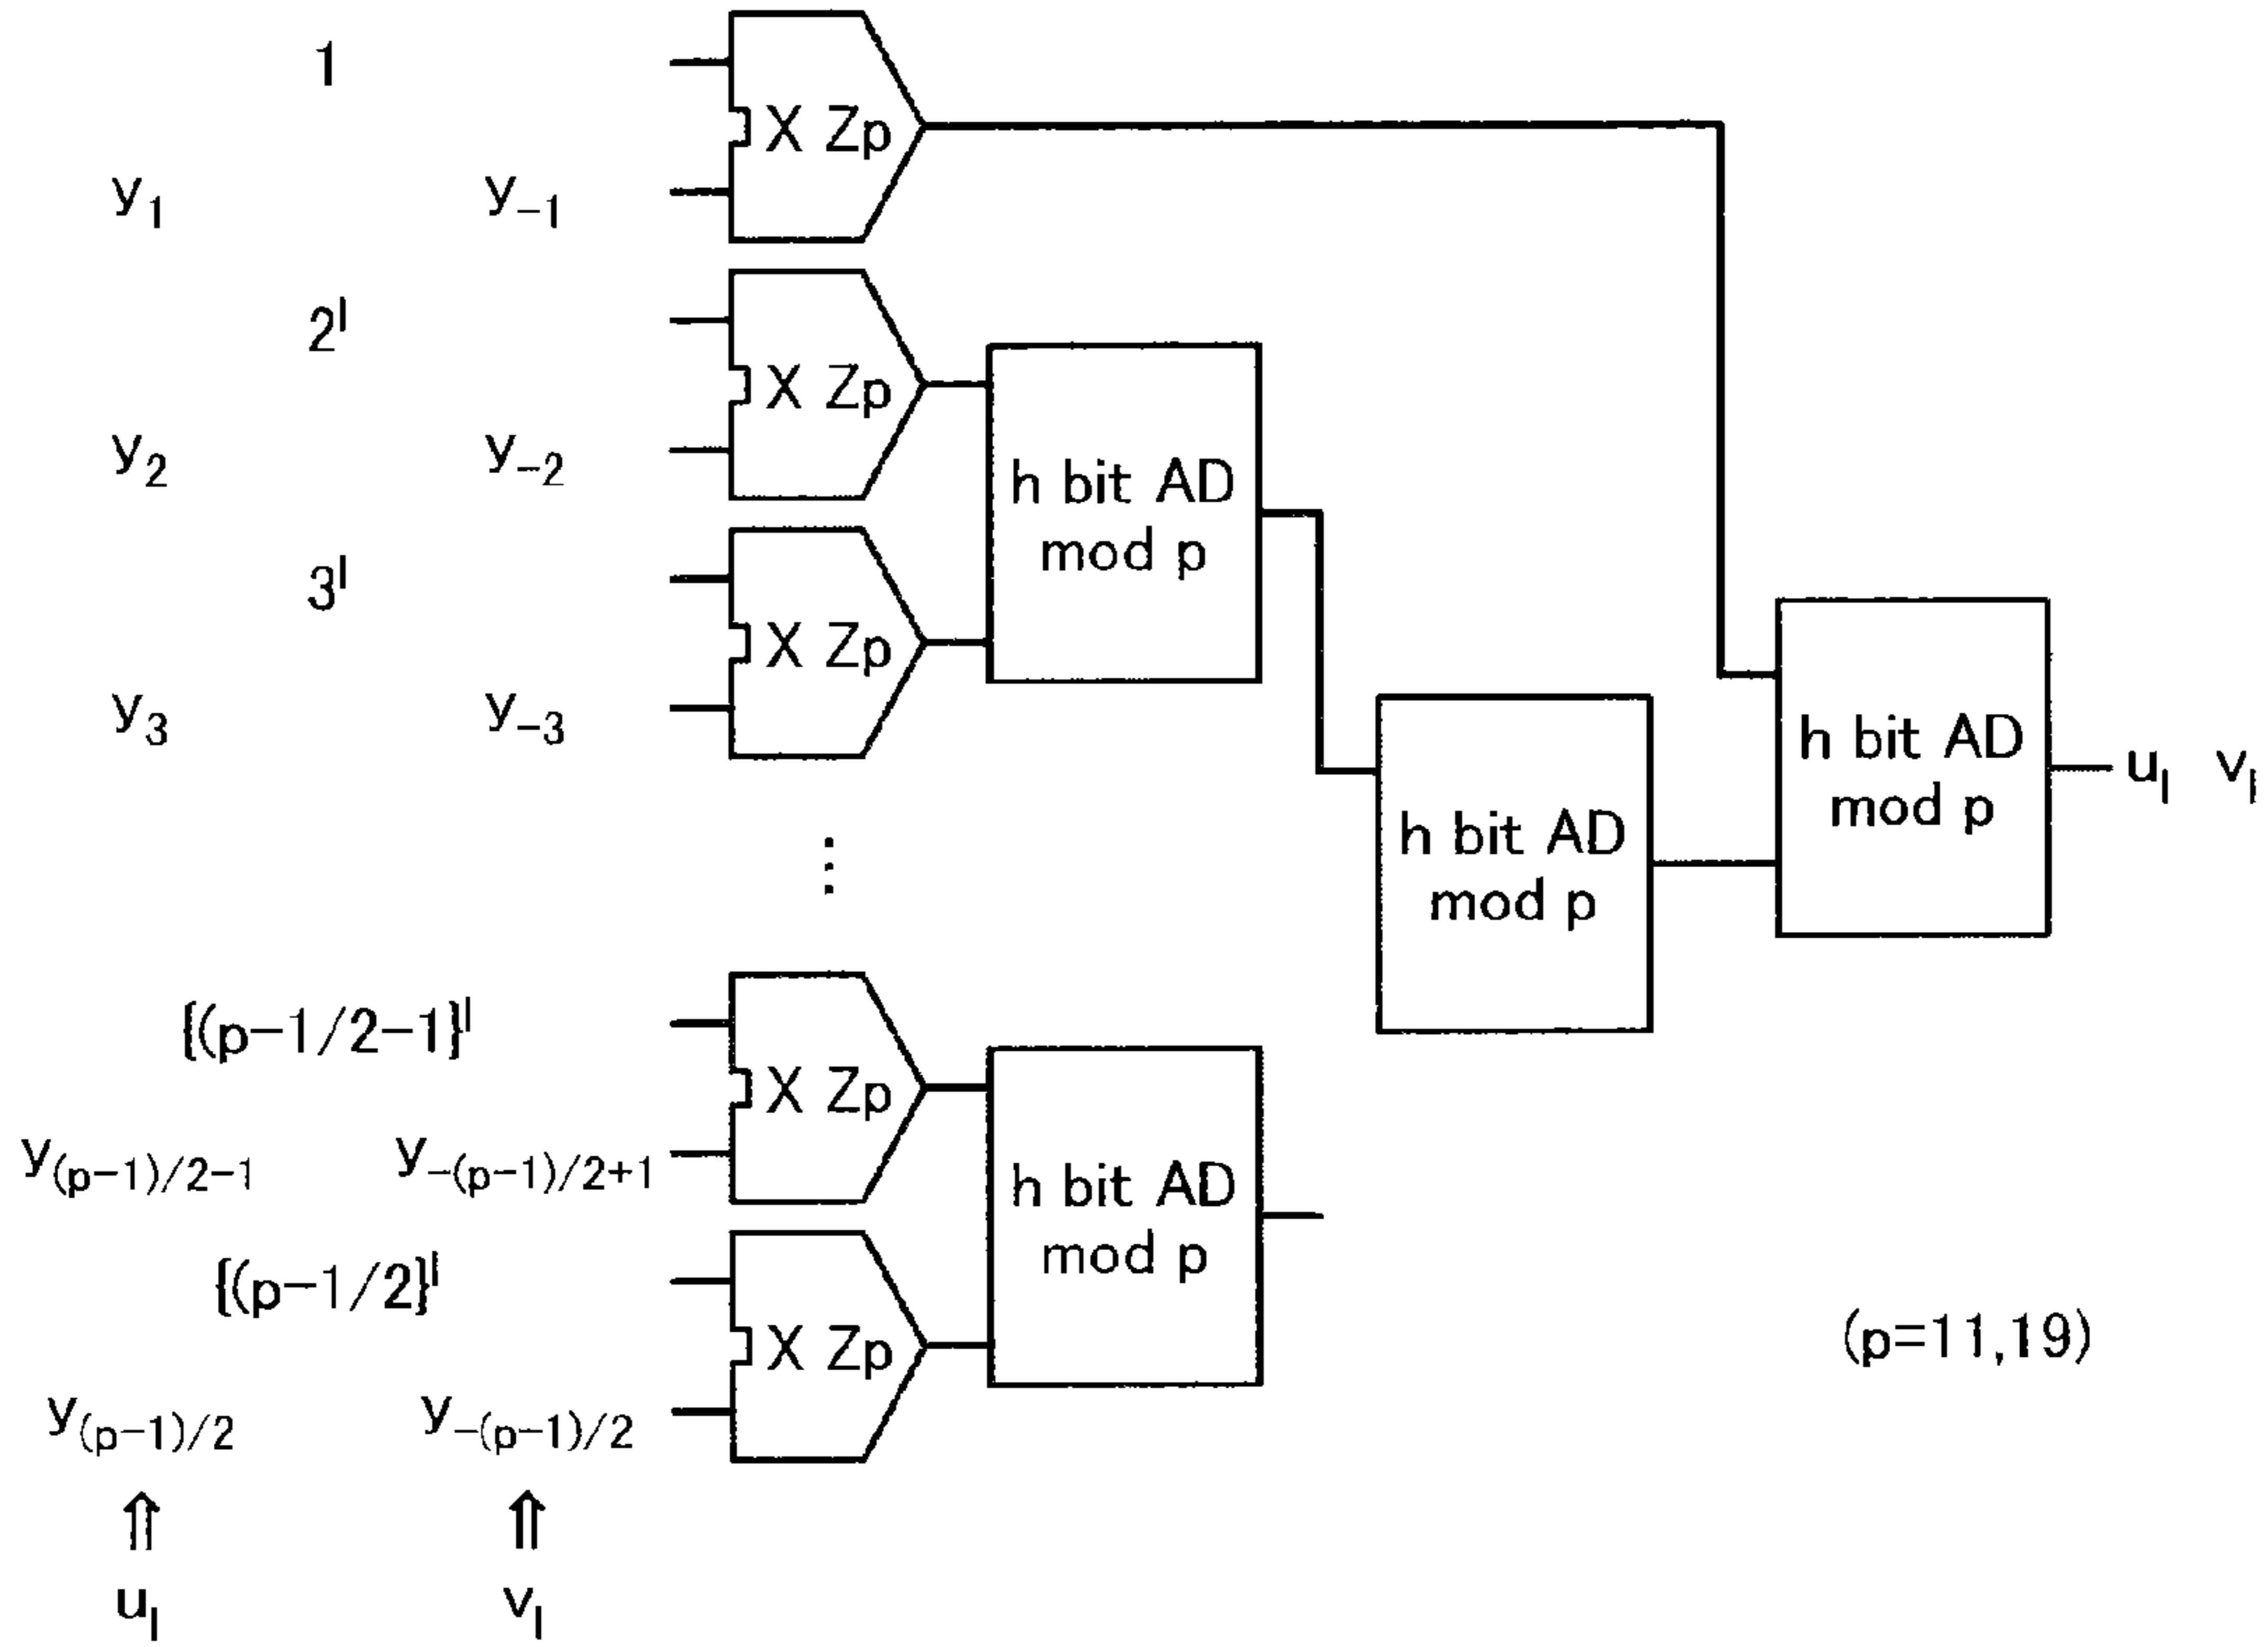 1
X Zp
y₁ y₋₁
2ˡ
X Zp
y₂ y₋₂
h bit AD
mod p
3ˡ
X Zp
y₃ y₋₃
h bit AD
mod p
uₗ vₗ
h bit AD
mod p
⋮
{(p−1/2−1}ˡ
X Zp
y₍ₚ₋₁₎/₂₋₁ y₋₍ₚ₋₁₎/₂₊₁
h bit AD
mod p
{(p−1/2}ˡ
X Zp
(p=11,19)
y₍ₚ₋₁₎/₂ y₋₍ₚ₋₁₎/₂
⇑ ⇑
uₗ vₗ